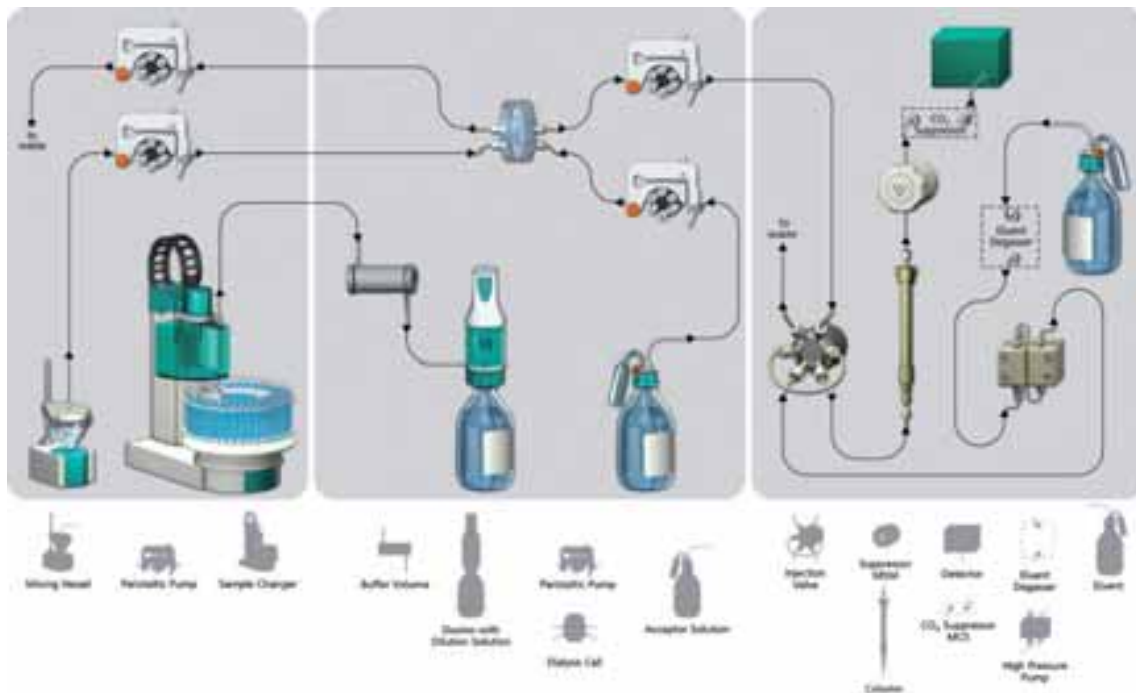 to
waste
CO₂
Suppressor
Eluent
Degasser
to
waste
Mixing Vessel
Peristaltic Pump
Sample Changer
Buffer Volume
Dosino with
Dilution Solution
Peristaltic Pump
Dialysis Cell
Acceptor Solution
Injection
Valve
Suppressor
MSM
Column
Detector
CO₂ Suppressor
MCS
Eluent
Degasser
High Pressure
Pump
Eluent